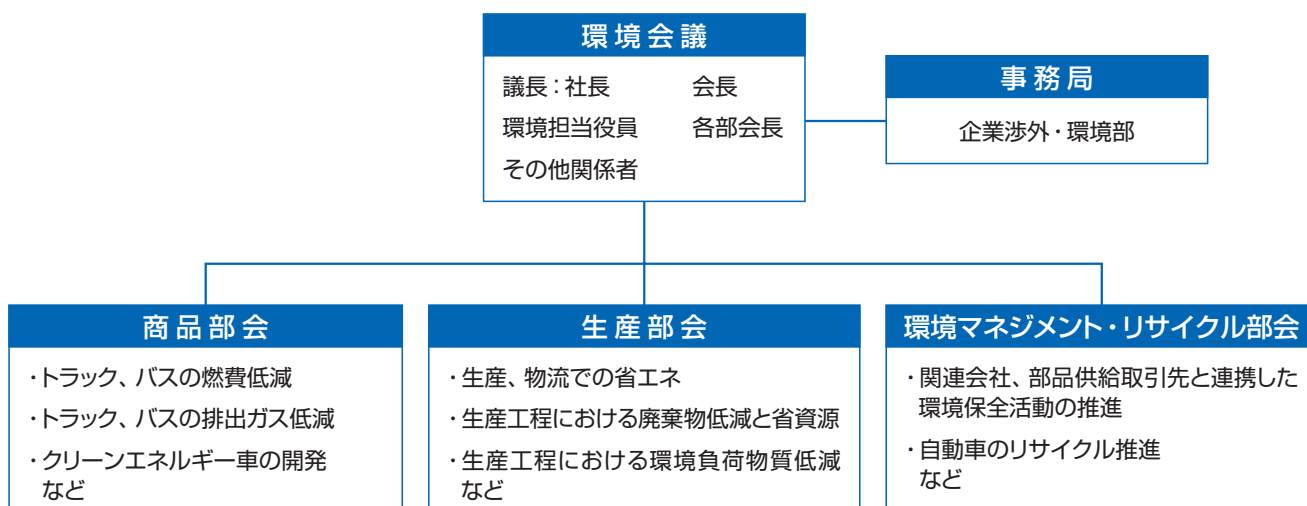 環境会議
議長：社長　会長
環境担当役員　各部会長
その他関係者
事務局
企業渉外・環境部
商品部会
・トラック、バスの燃費低減
・トラック、バスの排出ガス低減
・クリーンエネルギー車の開発
など
生産部会
・生産、物流での省エネ
・生産工程における廃棄物低減と省資源
・生産工程における環境負荷物質低減
など
環境マネジメント・リサイクル部会
・関連会社、部品供給取引先と連携した
環境保全活動の推進
・自動車のリサイクル推進
など